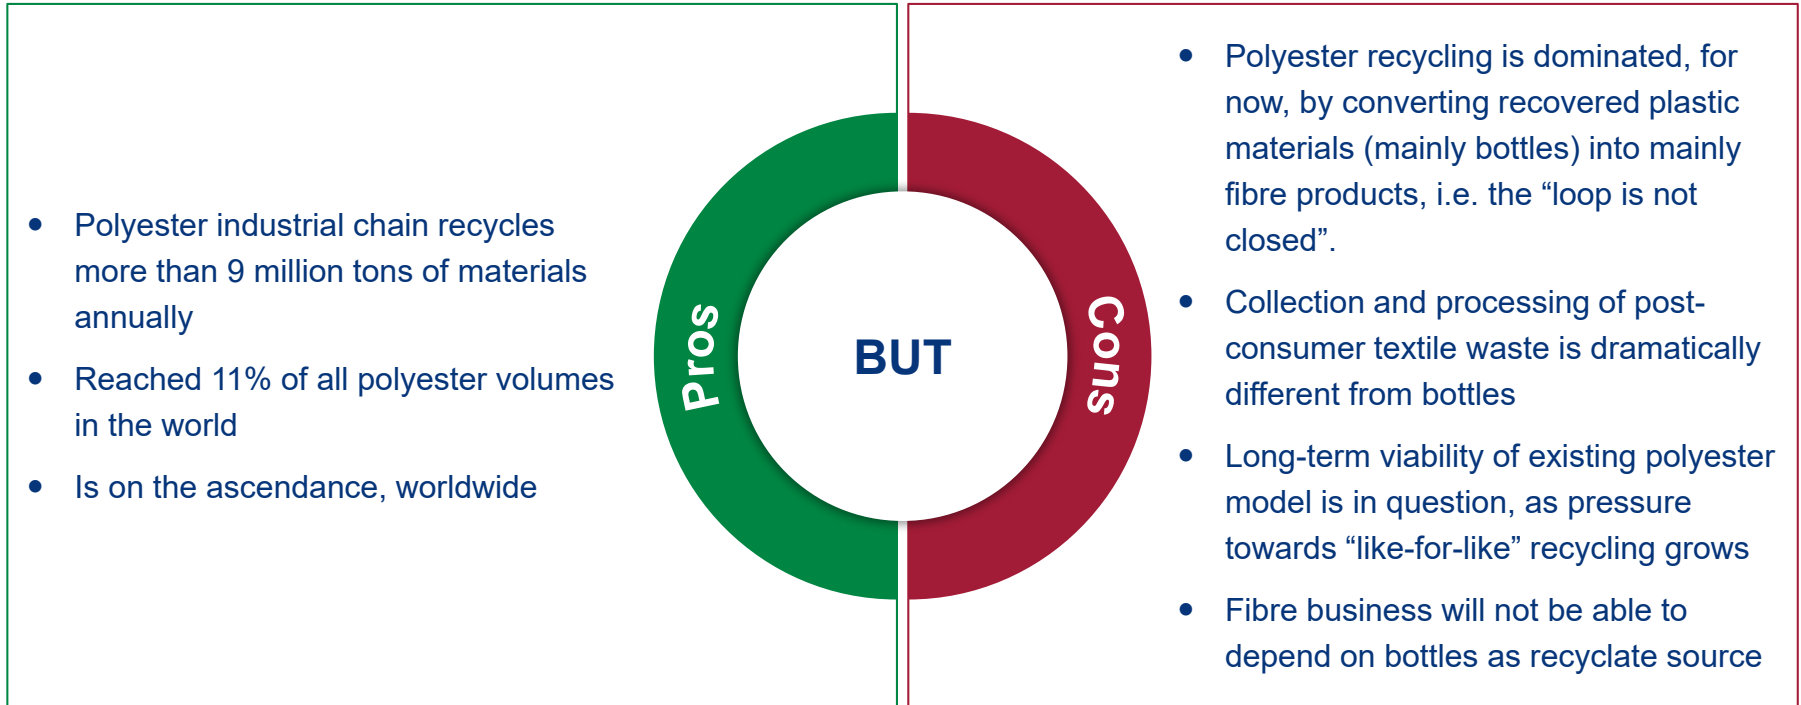 • Polyester industrial chain recycles
more than 9 million tons of materials
annually
• Reached 11% of all polyester volumes
in the world
• Is on the ascendance, worldwide
Pros
BUT
Cons
• Polyester recycling is dominated, for
now, by converting recovered plastic
materials (mainly bottles) into mainly
fibre products, i.e. the “loop is not
closed”.
• Collection and processing of post-
consumer textile waste is dramatically
different from bottles
• Long-term viability of existing polyester
model is in question, as pressure
towards “like-for-like” recycling grows
• Fibre business will not be able to
depend on bottles as recyclate source